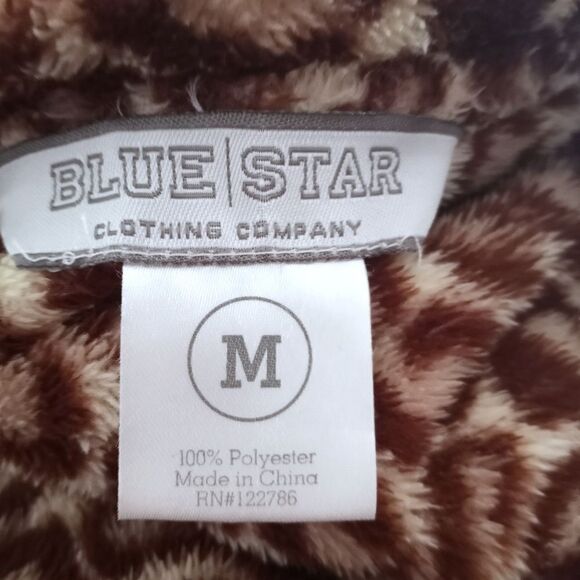 BLUE|STAR
CLOTHING COMPANY
M
100% Polyester
Made in China
RN#122786